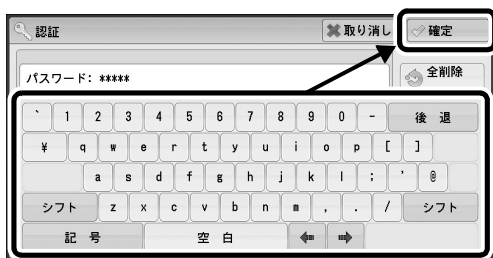 認証
取り消し
確定
パスワード: *****
全削除
` 1 2 3 4 5 6 7 8 9 0 - 後 退
¥ q w e r t y u i o p [ ]
a s d f g h j k l ; ' @
シフト z x c v b n m , . / シフト
記 号 空 白